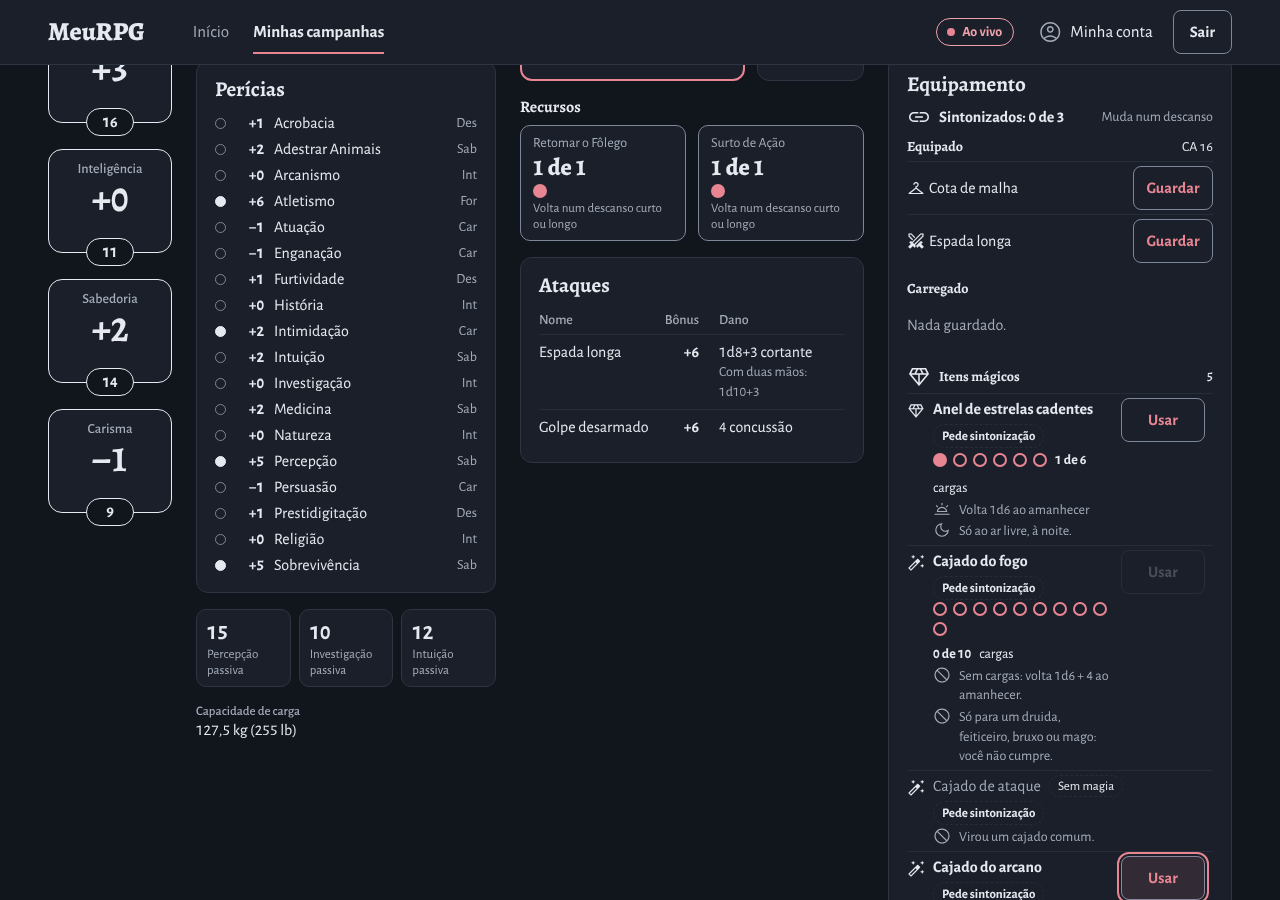 MeuRPG
Início
Minhas campanhas
Ao vivo
Minha conta
Sair
+3
16
Inteligência
+0
11
Sabedoria
+2
14
Carisma
−1
9
Perícias
+1 Acrobacia Des
+2 Adestrar Animais Sab
+0 Arcanismo Int
+6 Atletismo For
−1 Atuação Car
−1 Enganação Car
+1 Furtividade Des
+0 História Int
+2 Intimidação Car
+2 Intuição Sab
+0 Investigação Int
+2 Medicina Sab
+0 Natureza Int
+5 Percepção Sab
−1 Persuasão Car
+1 Prestidigitação Des
+0 Religião Int
+5 Sobrevivência Sab
15
Percepção
passiva
10
Investigação
passiva
12
Intuição
passiva
Capacidade de carga
127,5 kg (255 lb)
Recursos
Retomar o Fôlego
1 de 1
Volta num descanso curto
ou longo
Surto de Ação
1 de 1
Volta num descanso curto
ou longo
Ataques
Nome Bônus Dano
Espada longa +6 1d8+3 cortante
Com duas mãos:
1d10+3
Golpe desarmado +6 4 concussão
Equipamento
Sintonizados: 0 de 3 Muda num descanso
Equipado CA 16
Cota de malha Guardar
Espada longa Guardar
Carregado
Nada guardado.
Itens mágicos 5
Anel de estrelas cadentes Usar
Pede sintonização
1 de 6
cargas
Volta 1d6 ao amanhecer
Só ao ar livre, à noite.
Cajado do fogo Usar
Pede sintonização
0 de 10 cargas
Sem cargas: volta 1d6 + 4 ao
amanhecer.
Só para um druida,
feiticeiro, bruxo ou mago:
você não cumpre.
Cajado de ataque Sem magia
Pede sintonização
Virou um cajado comum.
Cajado do arcano Usar
Pede sintonização